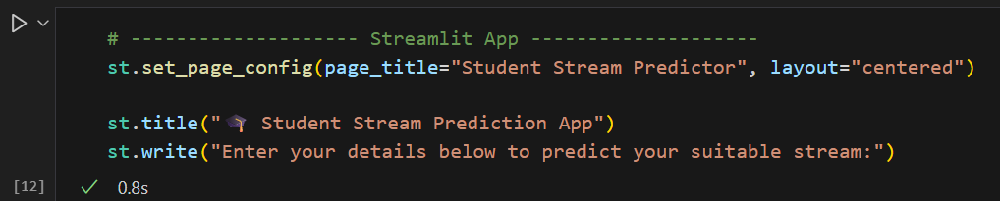 # -------------------- Streamlit App --------------------
st.set_page_config(page_title="Student Stream Predictor", layout="centered")
st.title("🎓 Student Stream Prediction App")
st.write("Enter your details below to predict your suitable stream:")
[12] ✓ 0.8s